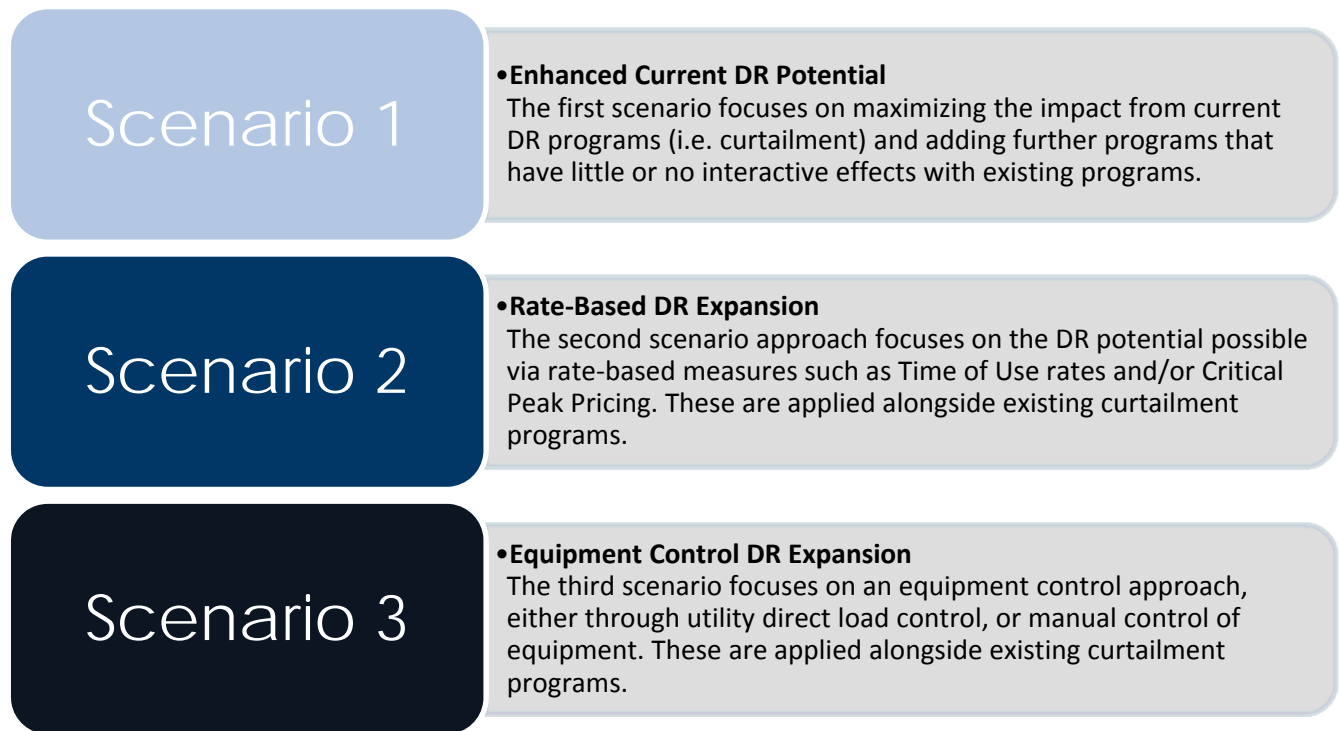 Scenario 1
•Enhanced Current DR Potential
The first scenario focuses on maximizing the impact from current
DR programs (i.e. curtailment) and adding further programs that
have little or no interactive effects with existing programs.
Scenario 2
•Rate-Based DR Expansion
The second scenario approach focuses on the DR potential possible
via rate-based measures such as Time of Use rates and/or Critical
Peak Pricing. These are applied alongside existing curtailment
programs.
Scenario 3
•Equipment Control DR Expansion
The third scenario focuses on an equipment control approach,
either through utility direct load control, or manual control of
equipment. These are applied alongside existing curtailment
programs.